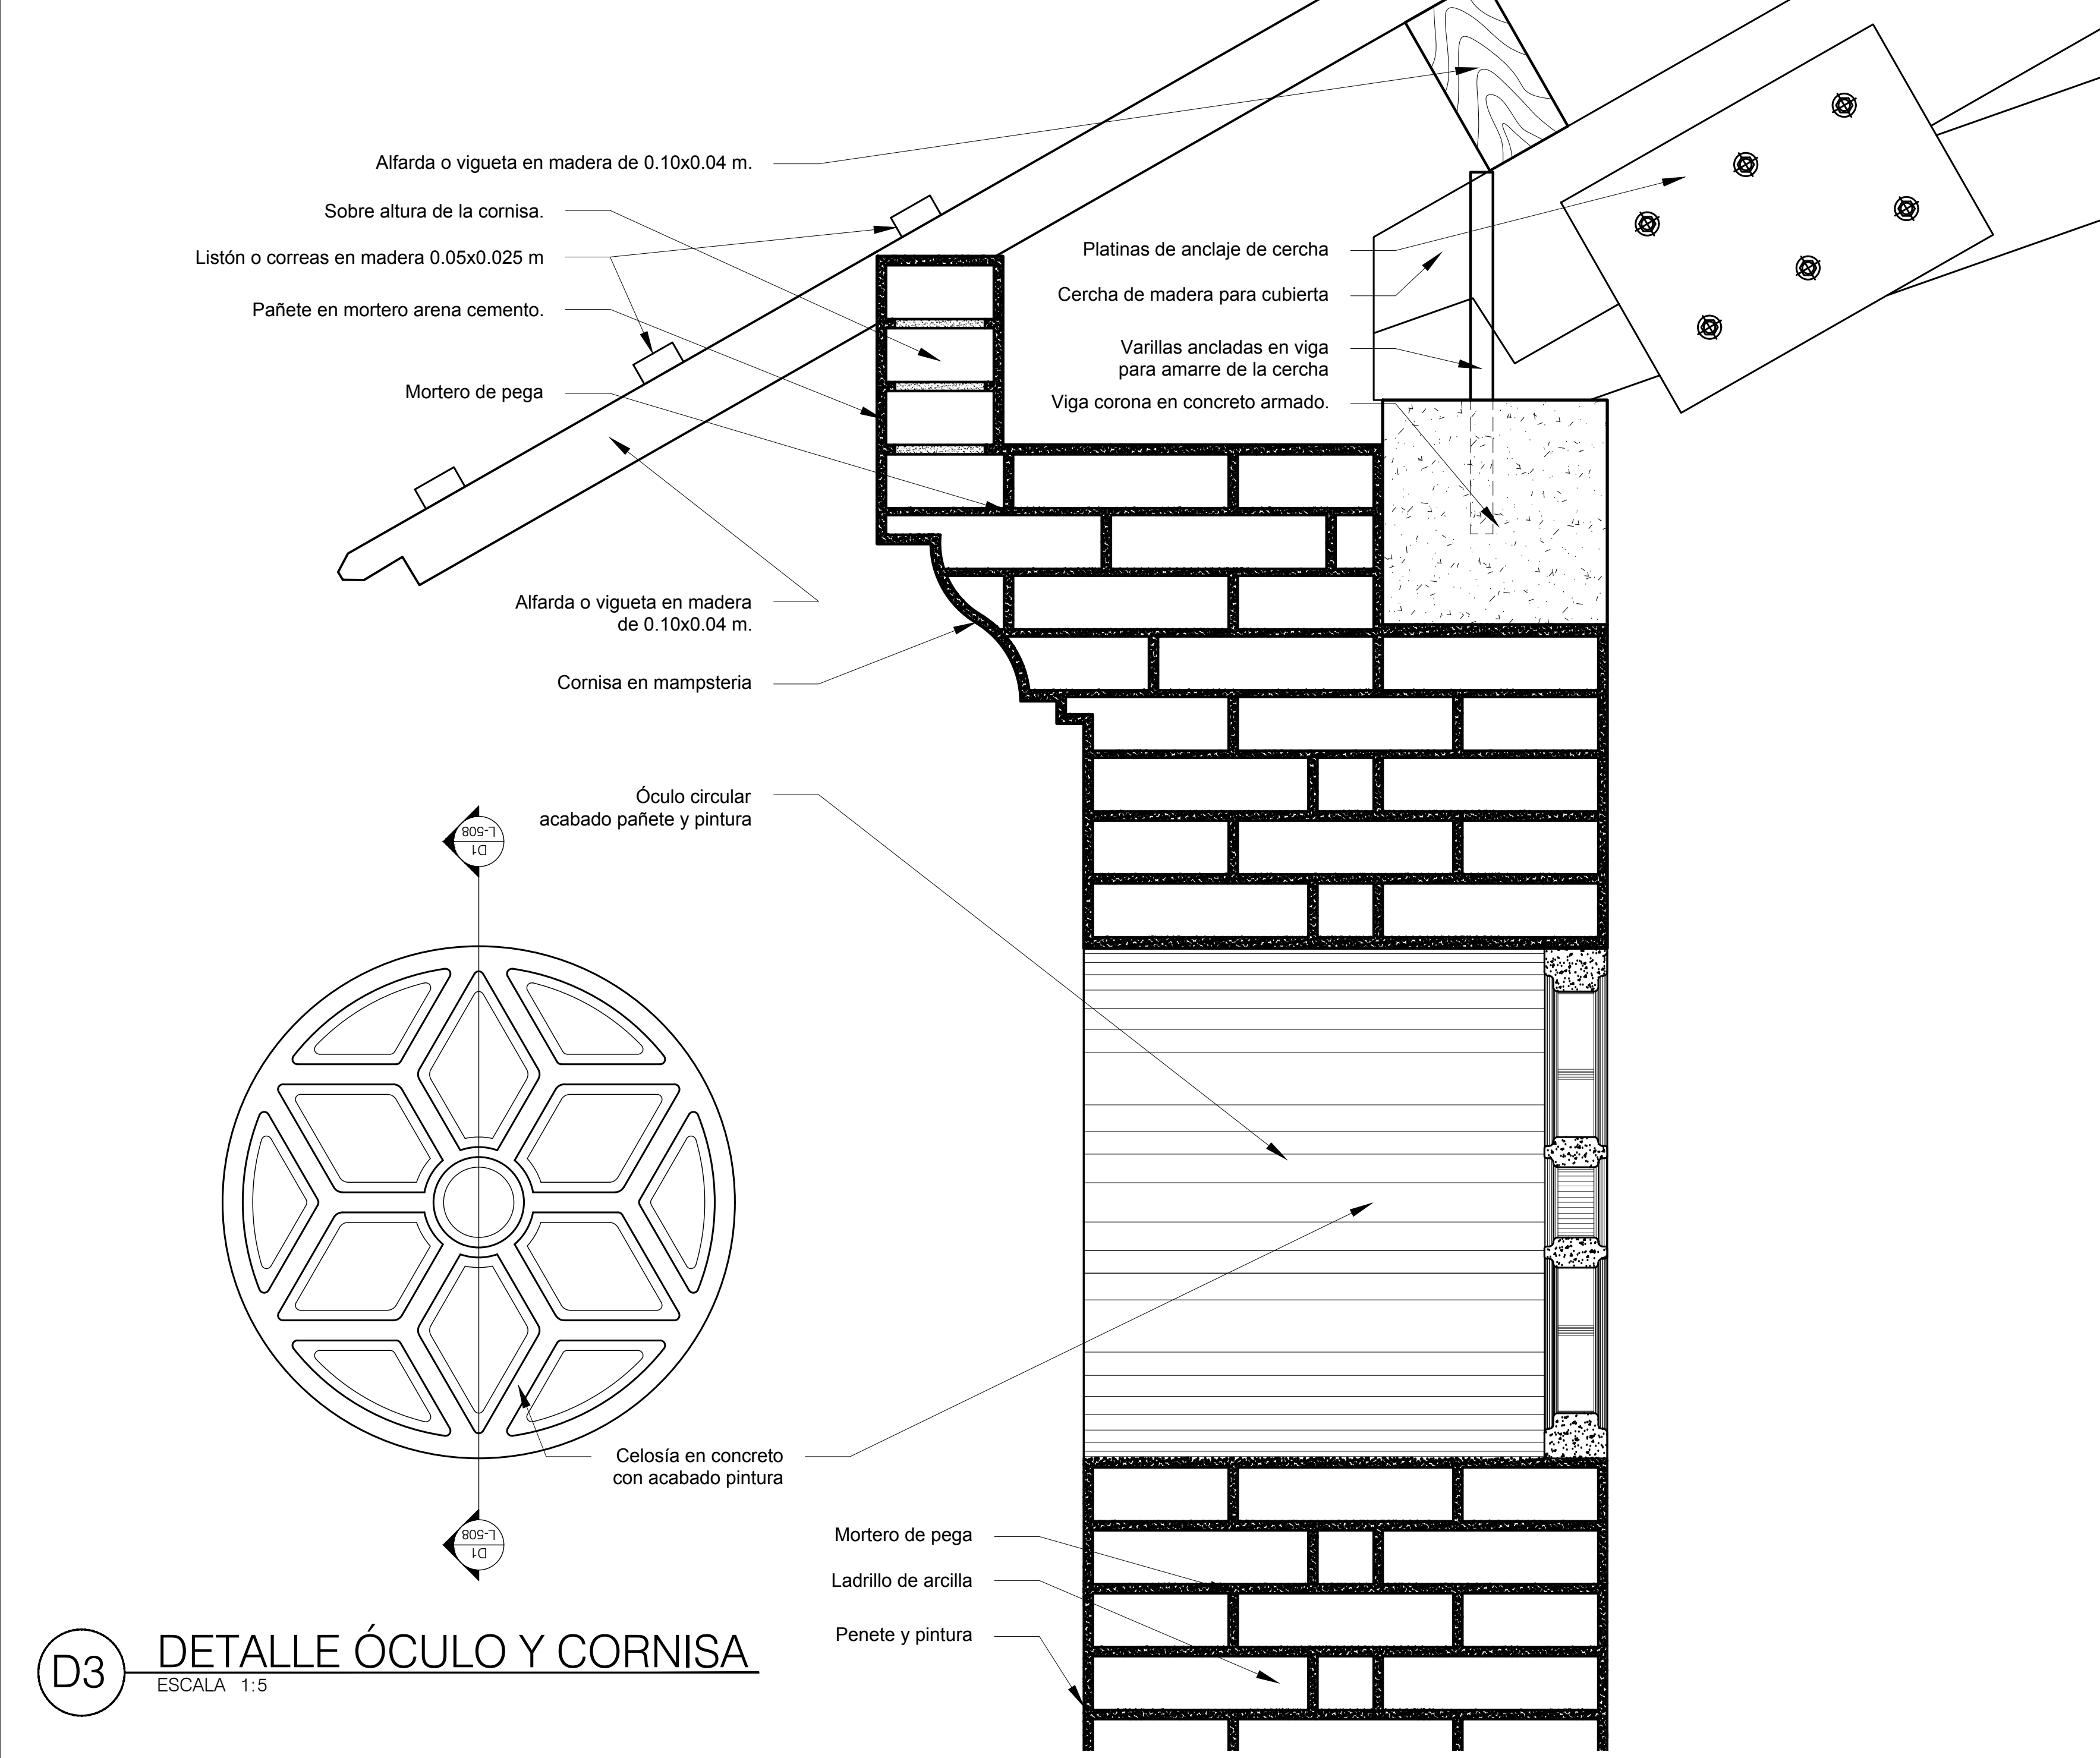 Alfarda o vigueta en madera de 0.10x0.04 m.
Sobre altura de la cornisa.
Listón o correas en madera 0.05x0.025 m
Pañete en mortero arena cemento.
Mortero de pega
Platinas de anclaje de cercha
Cercha de madera para cubierta
Varillas ancladas en viga
para amarre de la cercha
Viga corona en concreto armado.
Alfarda o vigueta en madera
de 0.10x0.04 m.
Cornisa en mampsteria
Óculo circular
acabado pañete y pintura
L-508
D1
Celosía en concreto
con acabado pintura
L-508
D1
Mortero de pega
Ladrillo de arcilla
Penete y pintura
D3
DETALLE ÓCULO Y CORNISA
ESCALA 1:5